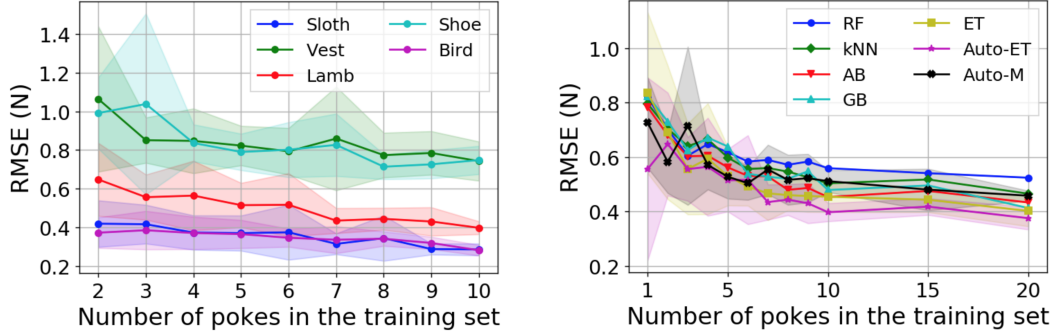 Sloth
Vest
Lamb
Shoe
Bird
1.4
1.2
1.0
0.8
0.6
0.4
0.2
RMSE (N)
2 3 4 5 6 7 8 9 10
Number of pokes in the training set
RF
kNN
AB
GB
ET
Auto-ET
Auto-M
1.0
0.8
0.6
0.4
0.2
RMSE (N)
1 5 10 15 20
Number of pokes in the training set